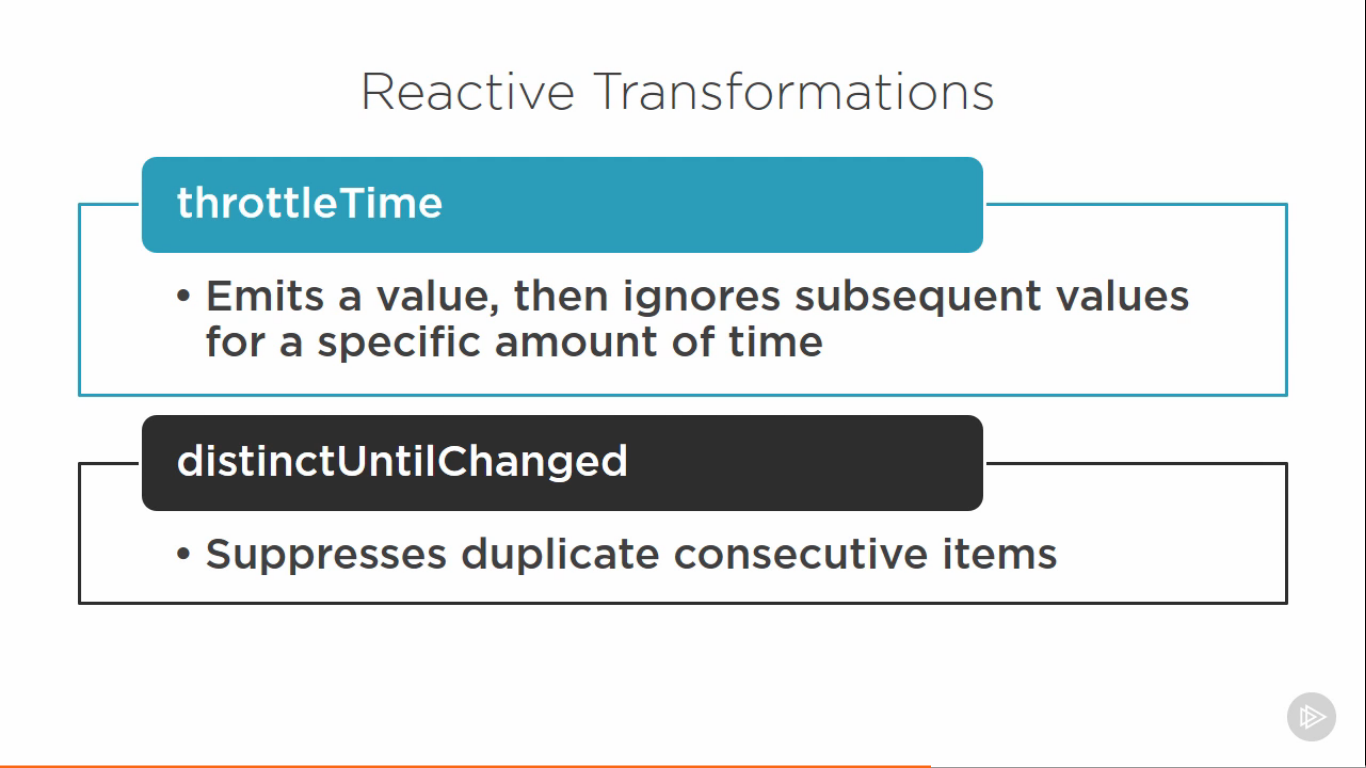 Reactive Transformations
throttleTime
• Emits a value, then ignores subsequent values
for a specific amount of time
distinctUntilChanged
• Suppresses duplicate consecutive items